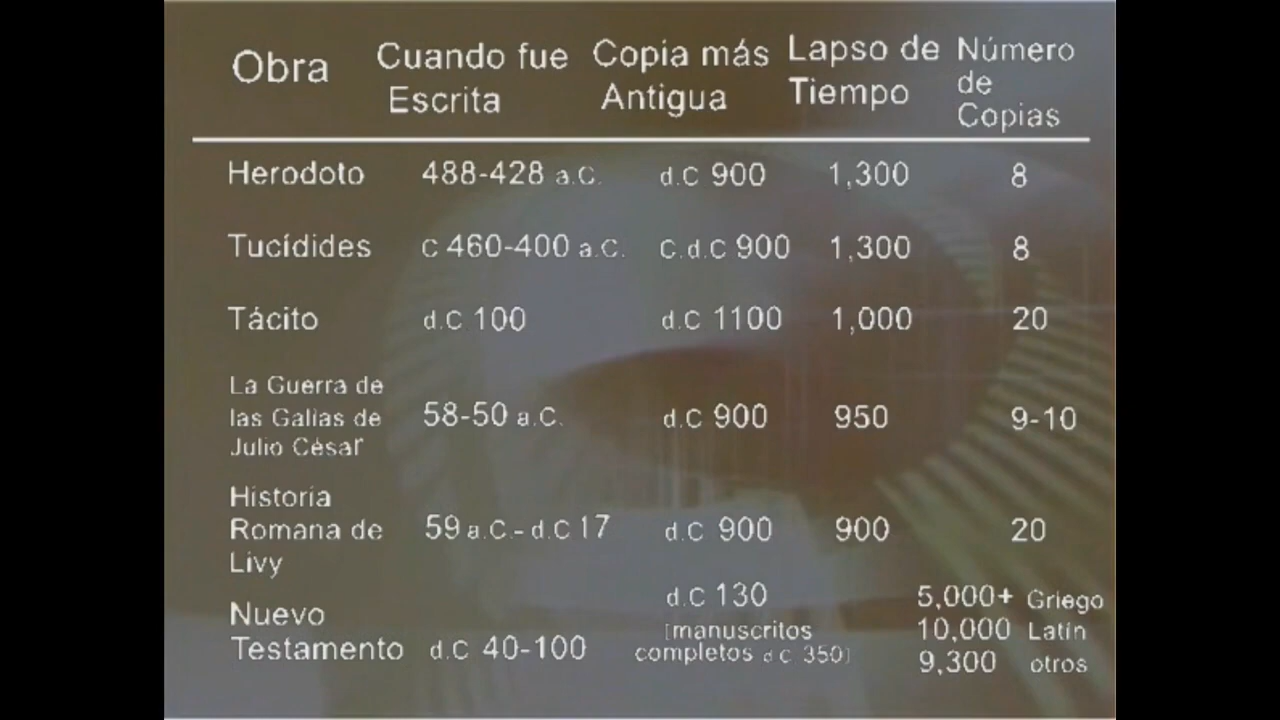 Obra Cuando fue Escrita Copia más Antigua Lapso de Tiempo Número de Copias
Herodoto 488-428 a.C. d.C 900 1,300 8
Tucídides C 460-400 a.C. C.d.C 900 1,300 8
Tácito d.C 100 d.C 1100 1,000 20
La Guerra de
las Galias de 58-50 a.C. d.C 900 950 9-10
Julio César
Historia
Romana de 59 a.C.- d.C 17 d.C 900 900 20
Livy
d.C 130 5,000+ Griego
Nuevo [manuscritos 10,000 Latín
Testamento d.C 40-100 completos d C 350] 9,300 otros